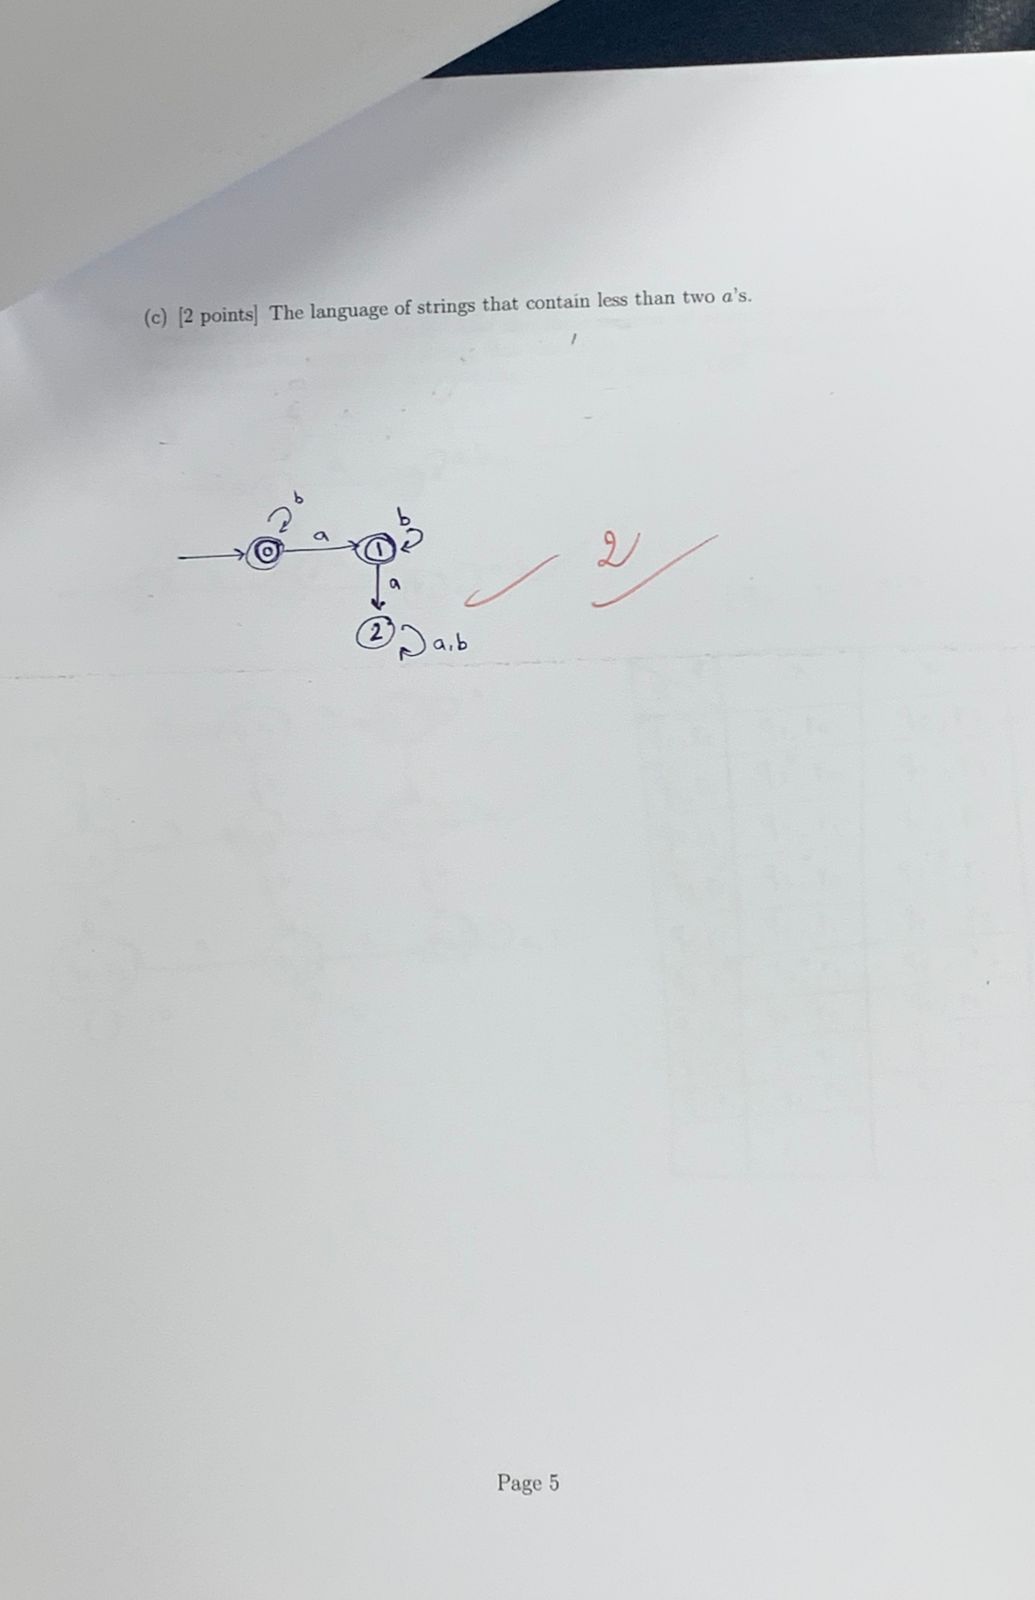 (c) [2 points] The language of strings that contain less than two a's.
b
b
a
0
1
2
a
2
a,b
Page 5